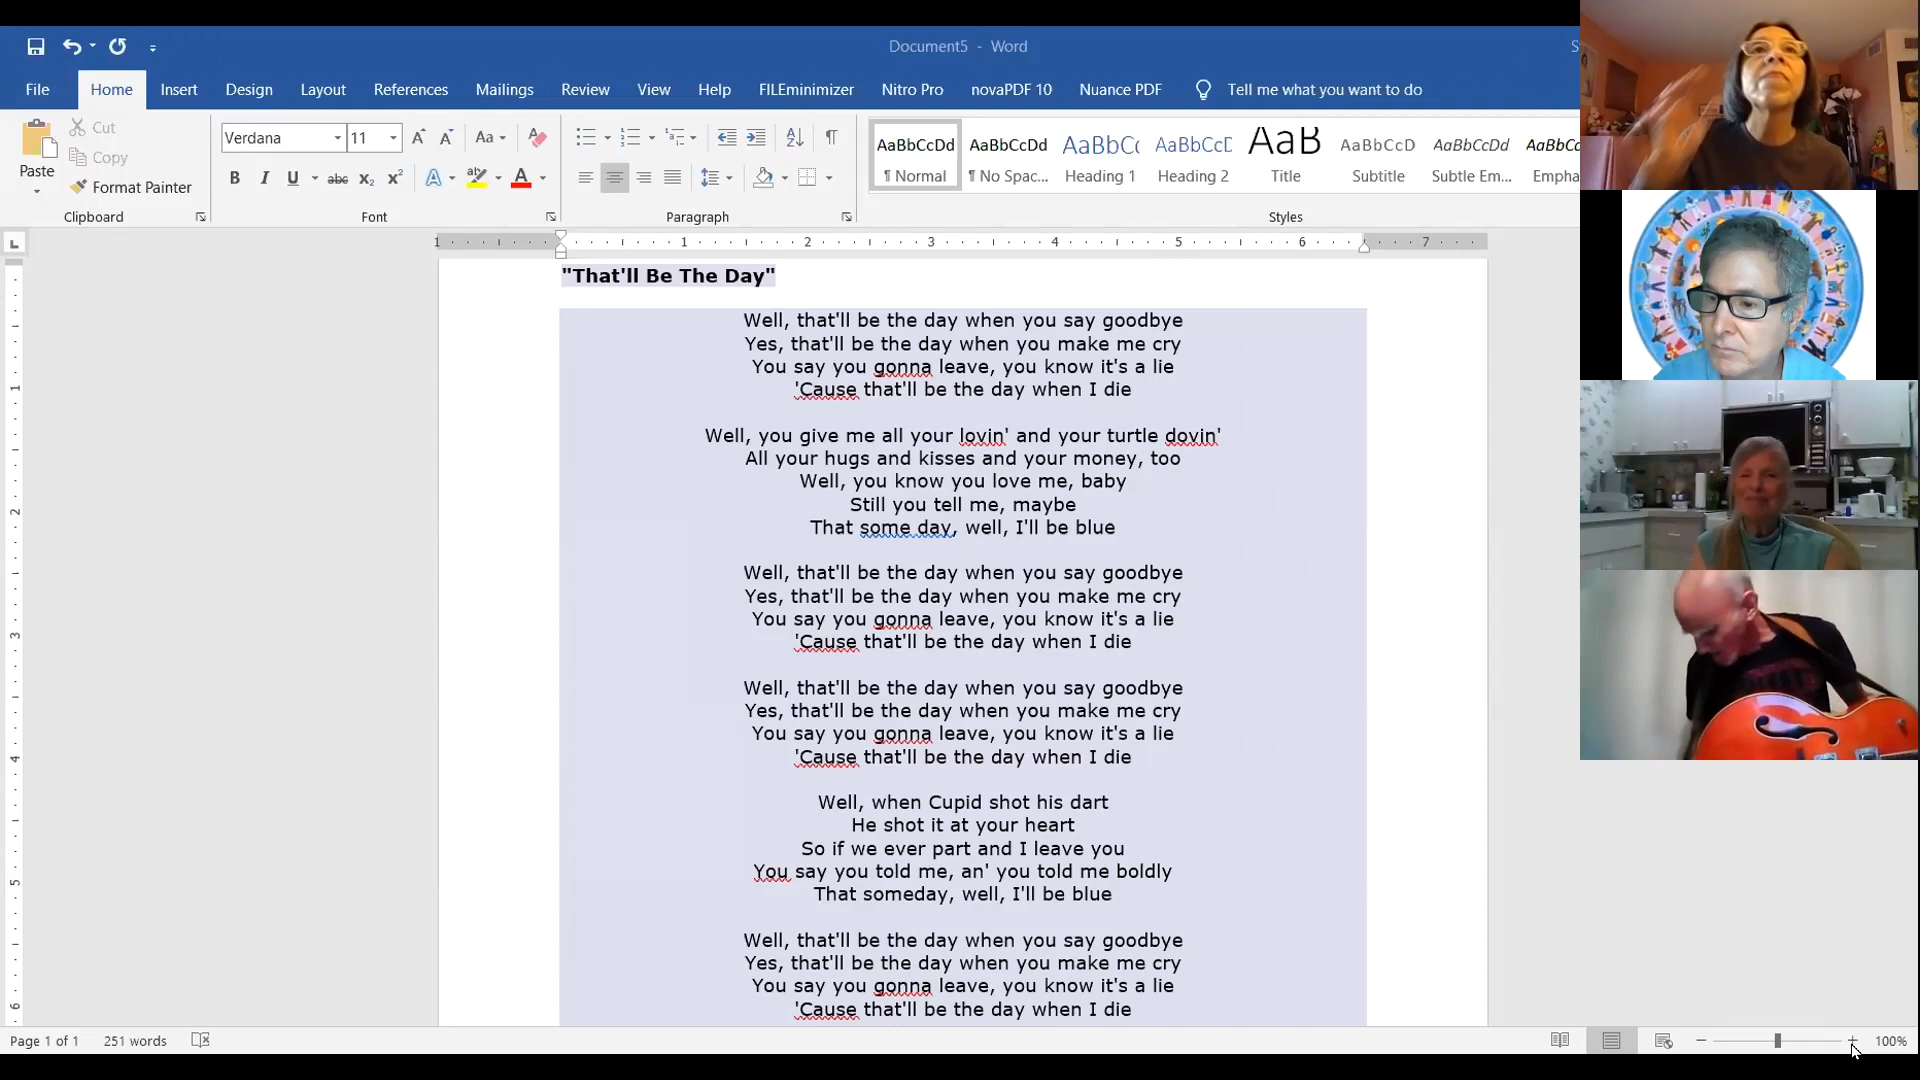 Document5 - Word
File Home Insert Design Layout References Mailings Review View Help FILEminimizer Nitro Pro novaPDF 10 Nuance PDF Tell me what you want to do
Paste
Cut
Copy
Format Painter
Clipboard
Verdana 11
Font
Paragraph
AaBbCcDd ¶ Normal
AaBbCcDd ¶ No Spac...
AaBbCc Heading 1
AaBbCcD Heading 2
AaB Title
AaBbCcD Subtitle
AaBbCcDd Subtle Em...
AaBbCc Empha
Styles
1 1 2 3 4 5 6 7
"That'll Be The Day"
Well, that'll be the day when you say goodbye
Yes, that'll be the day when you make me cry
You say you gonna leave, you know it's a lie
'Cause that'll be the day when I die
Well, you give me all your lovin' and your turtle dovin'
All your hugs and kisses and your money, too
Well, you know you love me, baby
Still you tell me, maybe
That some day, well, I'll be blue
Well, that'll be the day when you say goodbye
Yes, that'll be the day when you make me cry
You say you gonna leave, you know it's a lie
'Cause that'll be the day when I die
Well, that'll be the day when you say goodbye
Yes, that'll be the day when you make me cry
You say you gonna leave, you know it's a lie
'Cause that'll be the day when I die
Well, when Cupid shot his dart
He shot it at your heart
So if we ever part and I leave you
You say you told me, an' you told me boldly
That someday, well, I'll be blue
Well, that'll be the day when you say goodbye
Yes, that'll be the day when you make me cry
You say you gonna leave, you know it's a lie
'Cause that'll be the day when I die
Page 1 of 1 251 words 100%